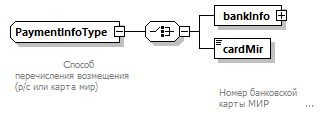 PaymentInfoType
bankInfo
cardMir
Способ
перечисления возмещения
(р/с или карта мир)
Номер банковской
карты МИР
...